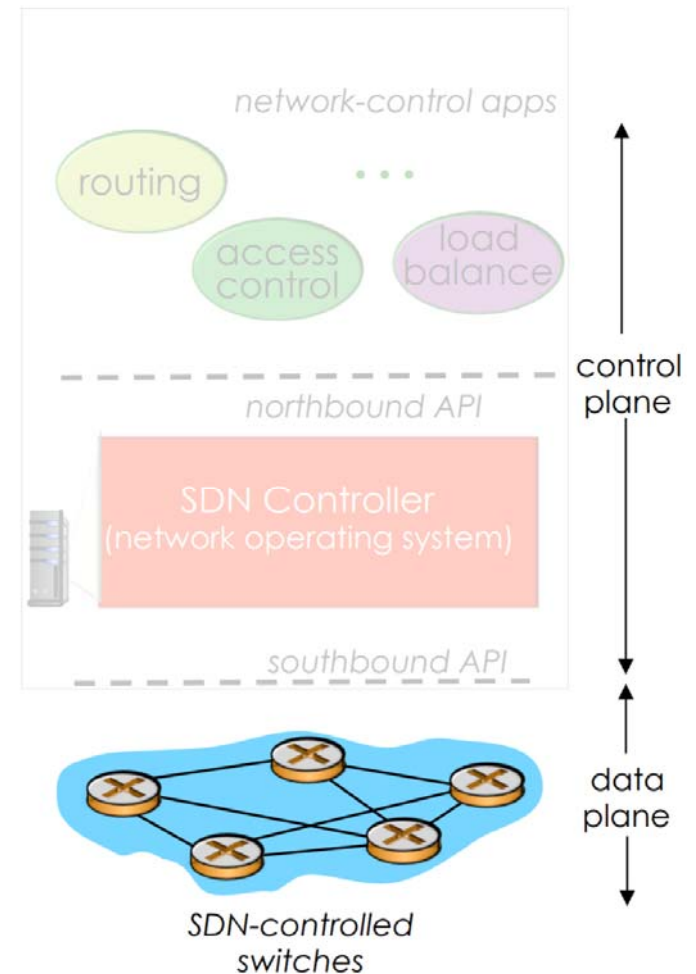 network-control apps
routing
• • •
access
control
load
balance
control
plane
northbound API
SDN Controller
(network operating system)
southbound API
data
plane
SDN-controlled
switches